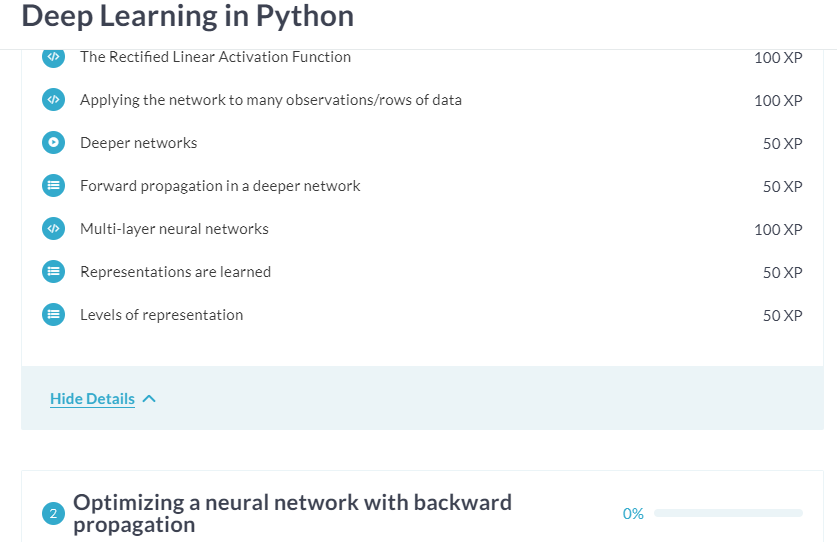 Deep Learning in Python
The Rectified Linear Activation Function 100 XP
Applying the network to many observations/rows of data 100 XP
Deeper networks 50 XP
Forward propagation in a deeper network 50 XP
Multi-layer neural networks 100 XP
Representations are learned 50 XP
Levels of representation 50 XP
Hide Details
2 Optimizing a neural network with backward 0%
propagation